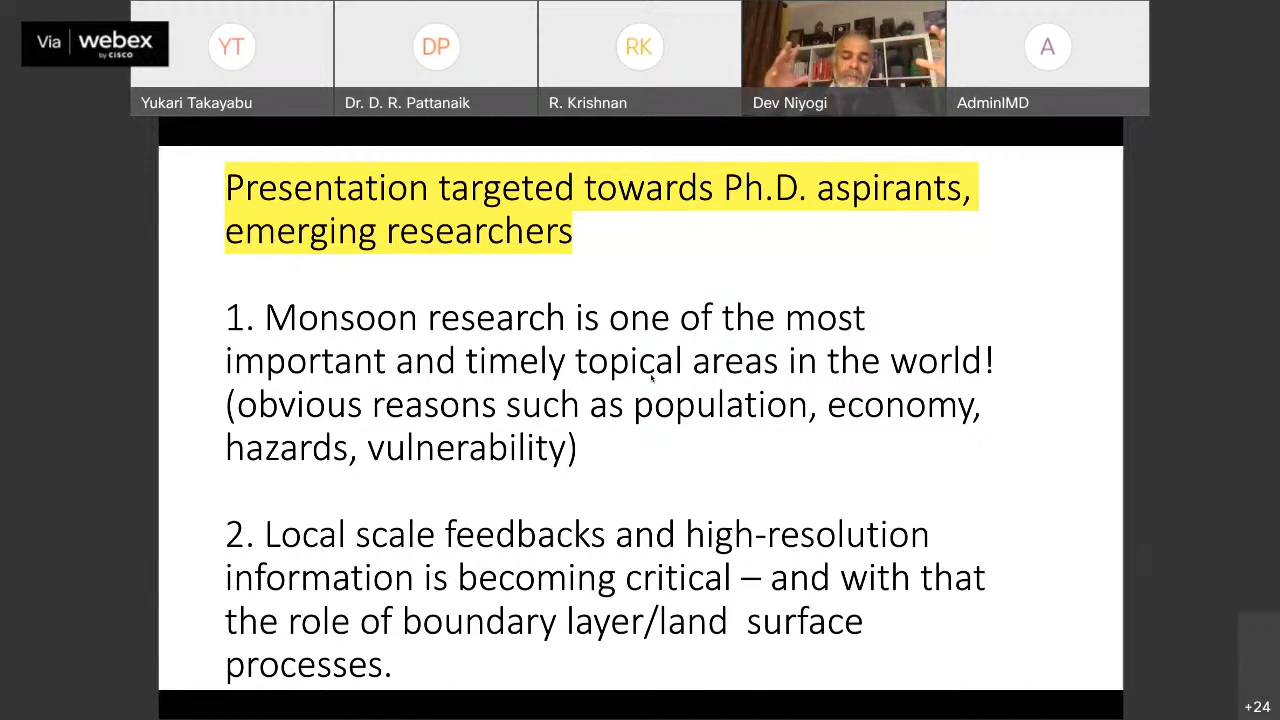 Via webex
by CISCO
YT
DP
RK
A
Yukari Takayabu
Dr. D. R. Pattanaik
R. Krishnan
Dev Niyogi
AdminIMD
Presentation targeted towards Ph.D. aspirants,
emerging researchers
1. Monsoon research is one of the most
important and timely topical areas in the world!
(obvious reasons such as population, economy,
hazards, vulnerability)
2. Local scale feedbacks and high-resolution
information is becoming critical – and with that
the role of boundary layer/land  surface
processes.
+24